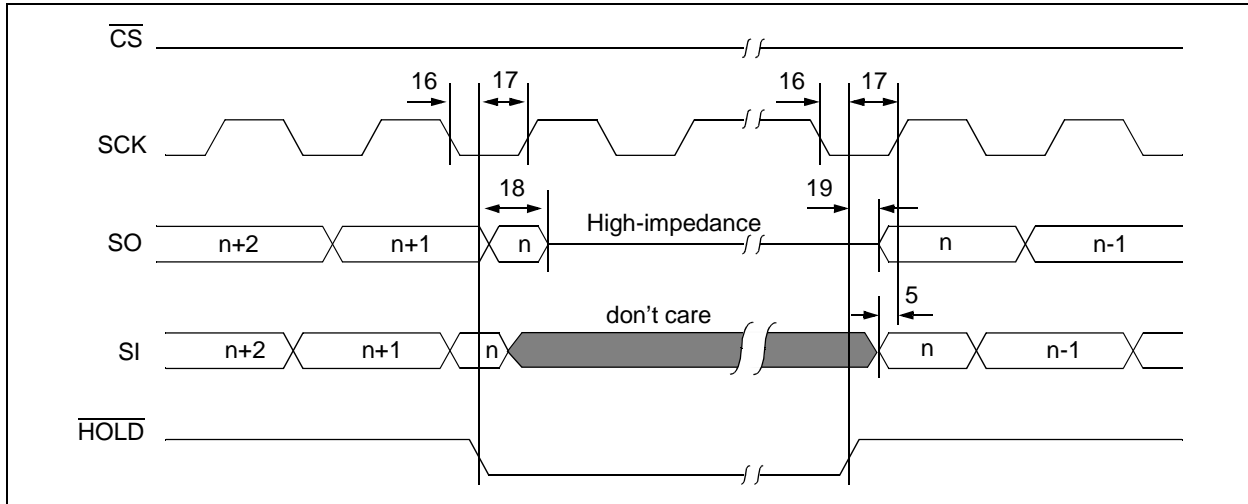 CS
16 17 16 17
SCK
18 19
High-impedance
SO n+2 n+1 n n n-1
5
don't care
SI n+2 n+1 n n n-1
HOLD